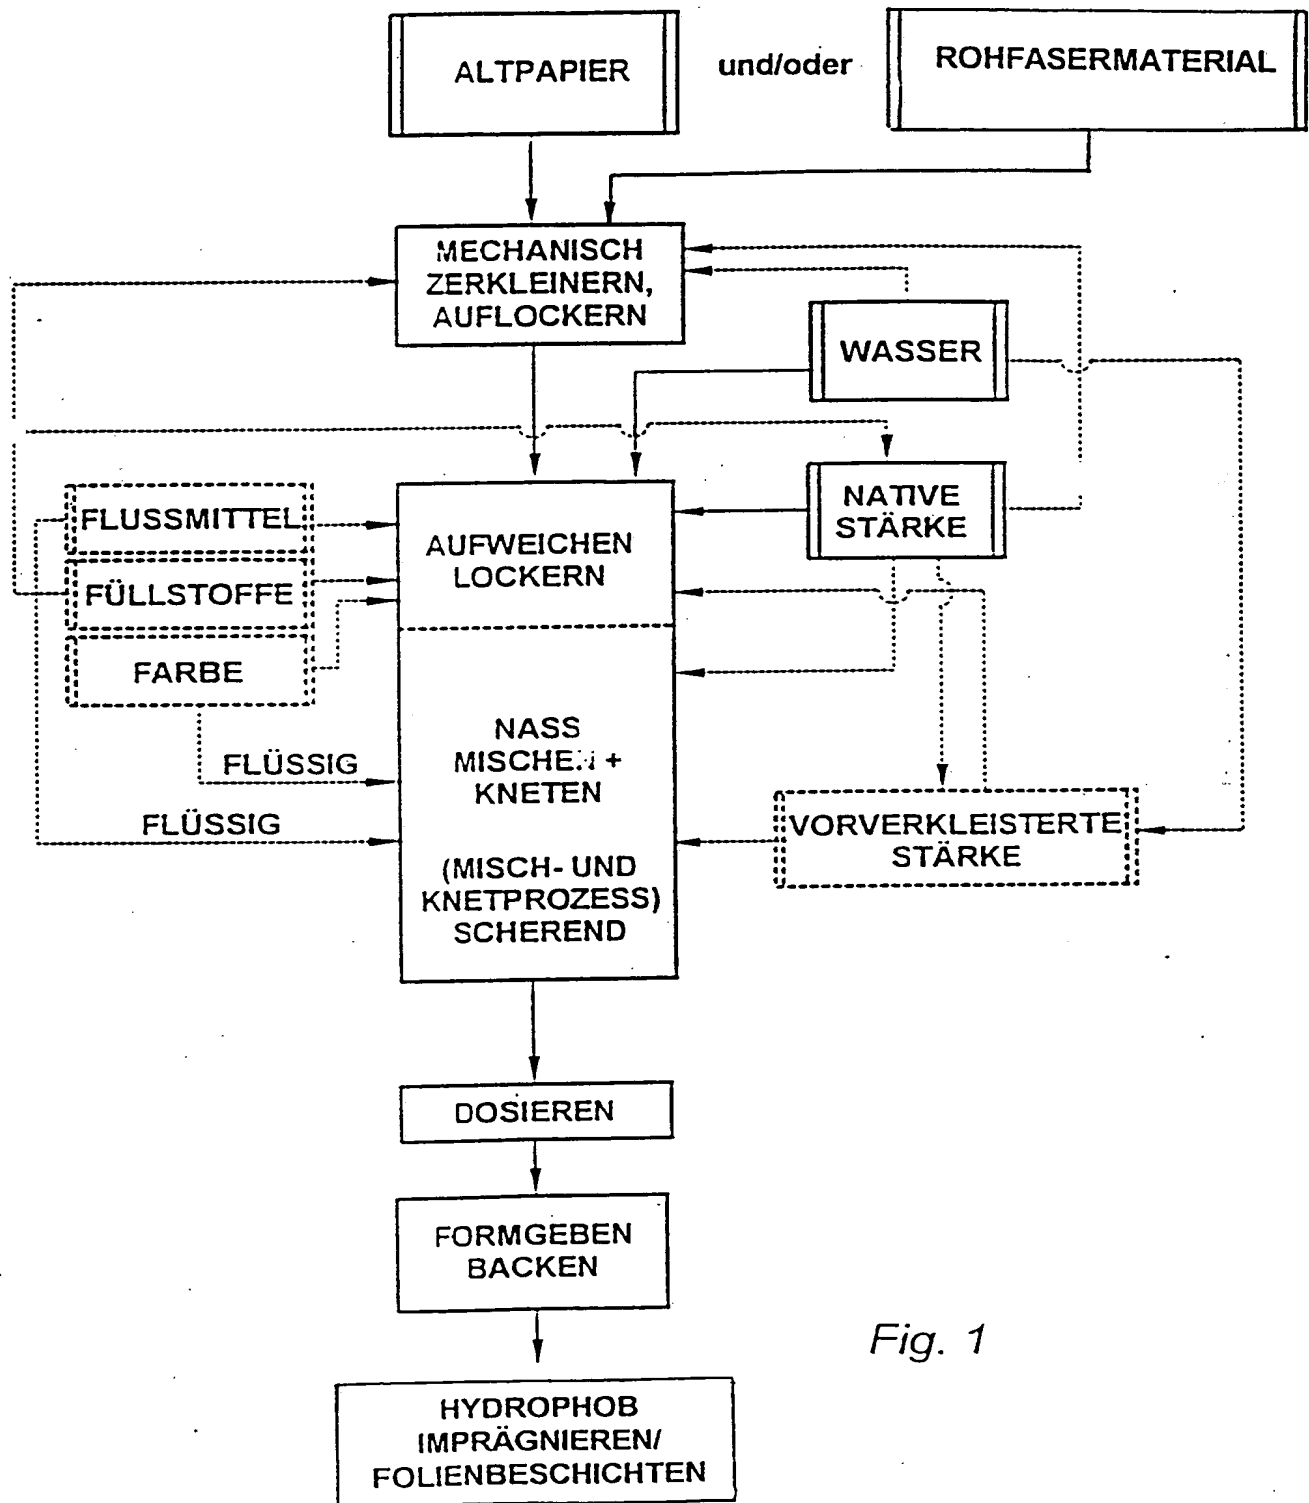 ALTPAPIER
und/oder
ROHFASERMATERIAL
MECHANISCH
ZERKLEINERN,
AUFLOCKERN
WASSER
NATIVE
STÄRKE
FLUSSMITTEL
FÜLLSTOFFE
FARBE
AUFWEICHEN
LOCKERN
NASS
MISCHEN +
KNETEN
FLÜSSIG
FLÜSSIG
(MISCH- UND
KNETPROZESS)
SCHEREND
VORVERKLEISTERTE
STÄRKE
DOSIEREN
FORMGEBEN
BACKEN
HYDROPHOB
IMPRÄGNIEREN/
FOLIENBESCHICHTEN
Fig. 1